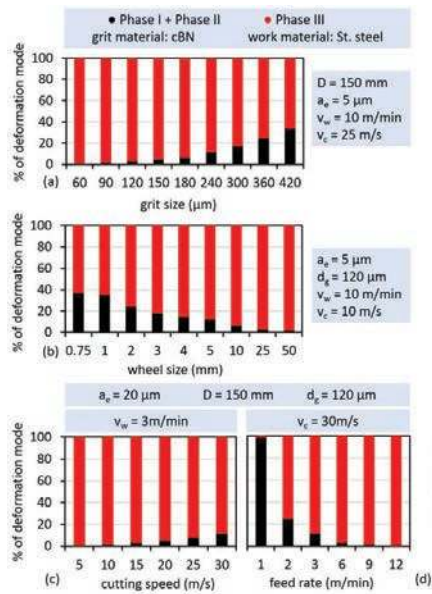 Phase I + Phase II Phase III
grit material: cBN work material: St. steel
% of deformation mode
100
80
60
40
20
0
60 90 120 150 180 240 300 360 420
(a) grit size (μm)
D = 150 mm
aₑ = 5 μm
v_w = 10 m/min
v_c = 25 m/s
% of deformation mode
100
80
60
40
20
0
0.75 1 2 3 4 5 10 25 50
(b) wheel size (mm)
aₑ = 5 μm
d_g = 120 μm
v_w = 10 m/min
v_c = 10 m/s
aₑ = 20 μm D = 150 mm d_g = 120 μm
v_w = 3m/min v_c = 30m/s
% of deformation mode
100
80
60
40
20
0
5 10 15 20 25 30 1 2 3 6 9 12
(c) cutting speed (m/s) feed rate (m/min) (d)